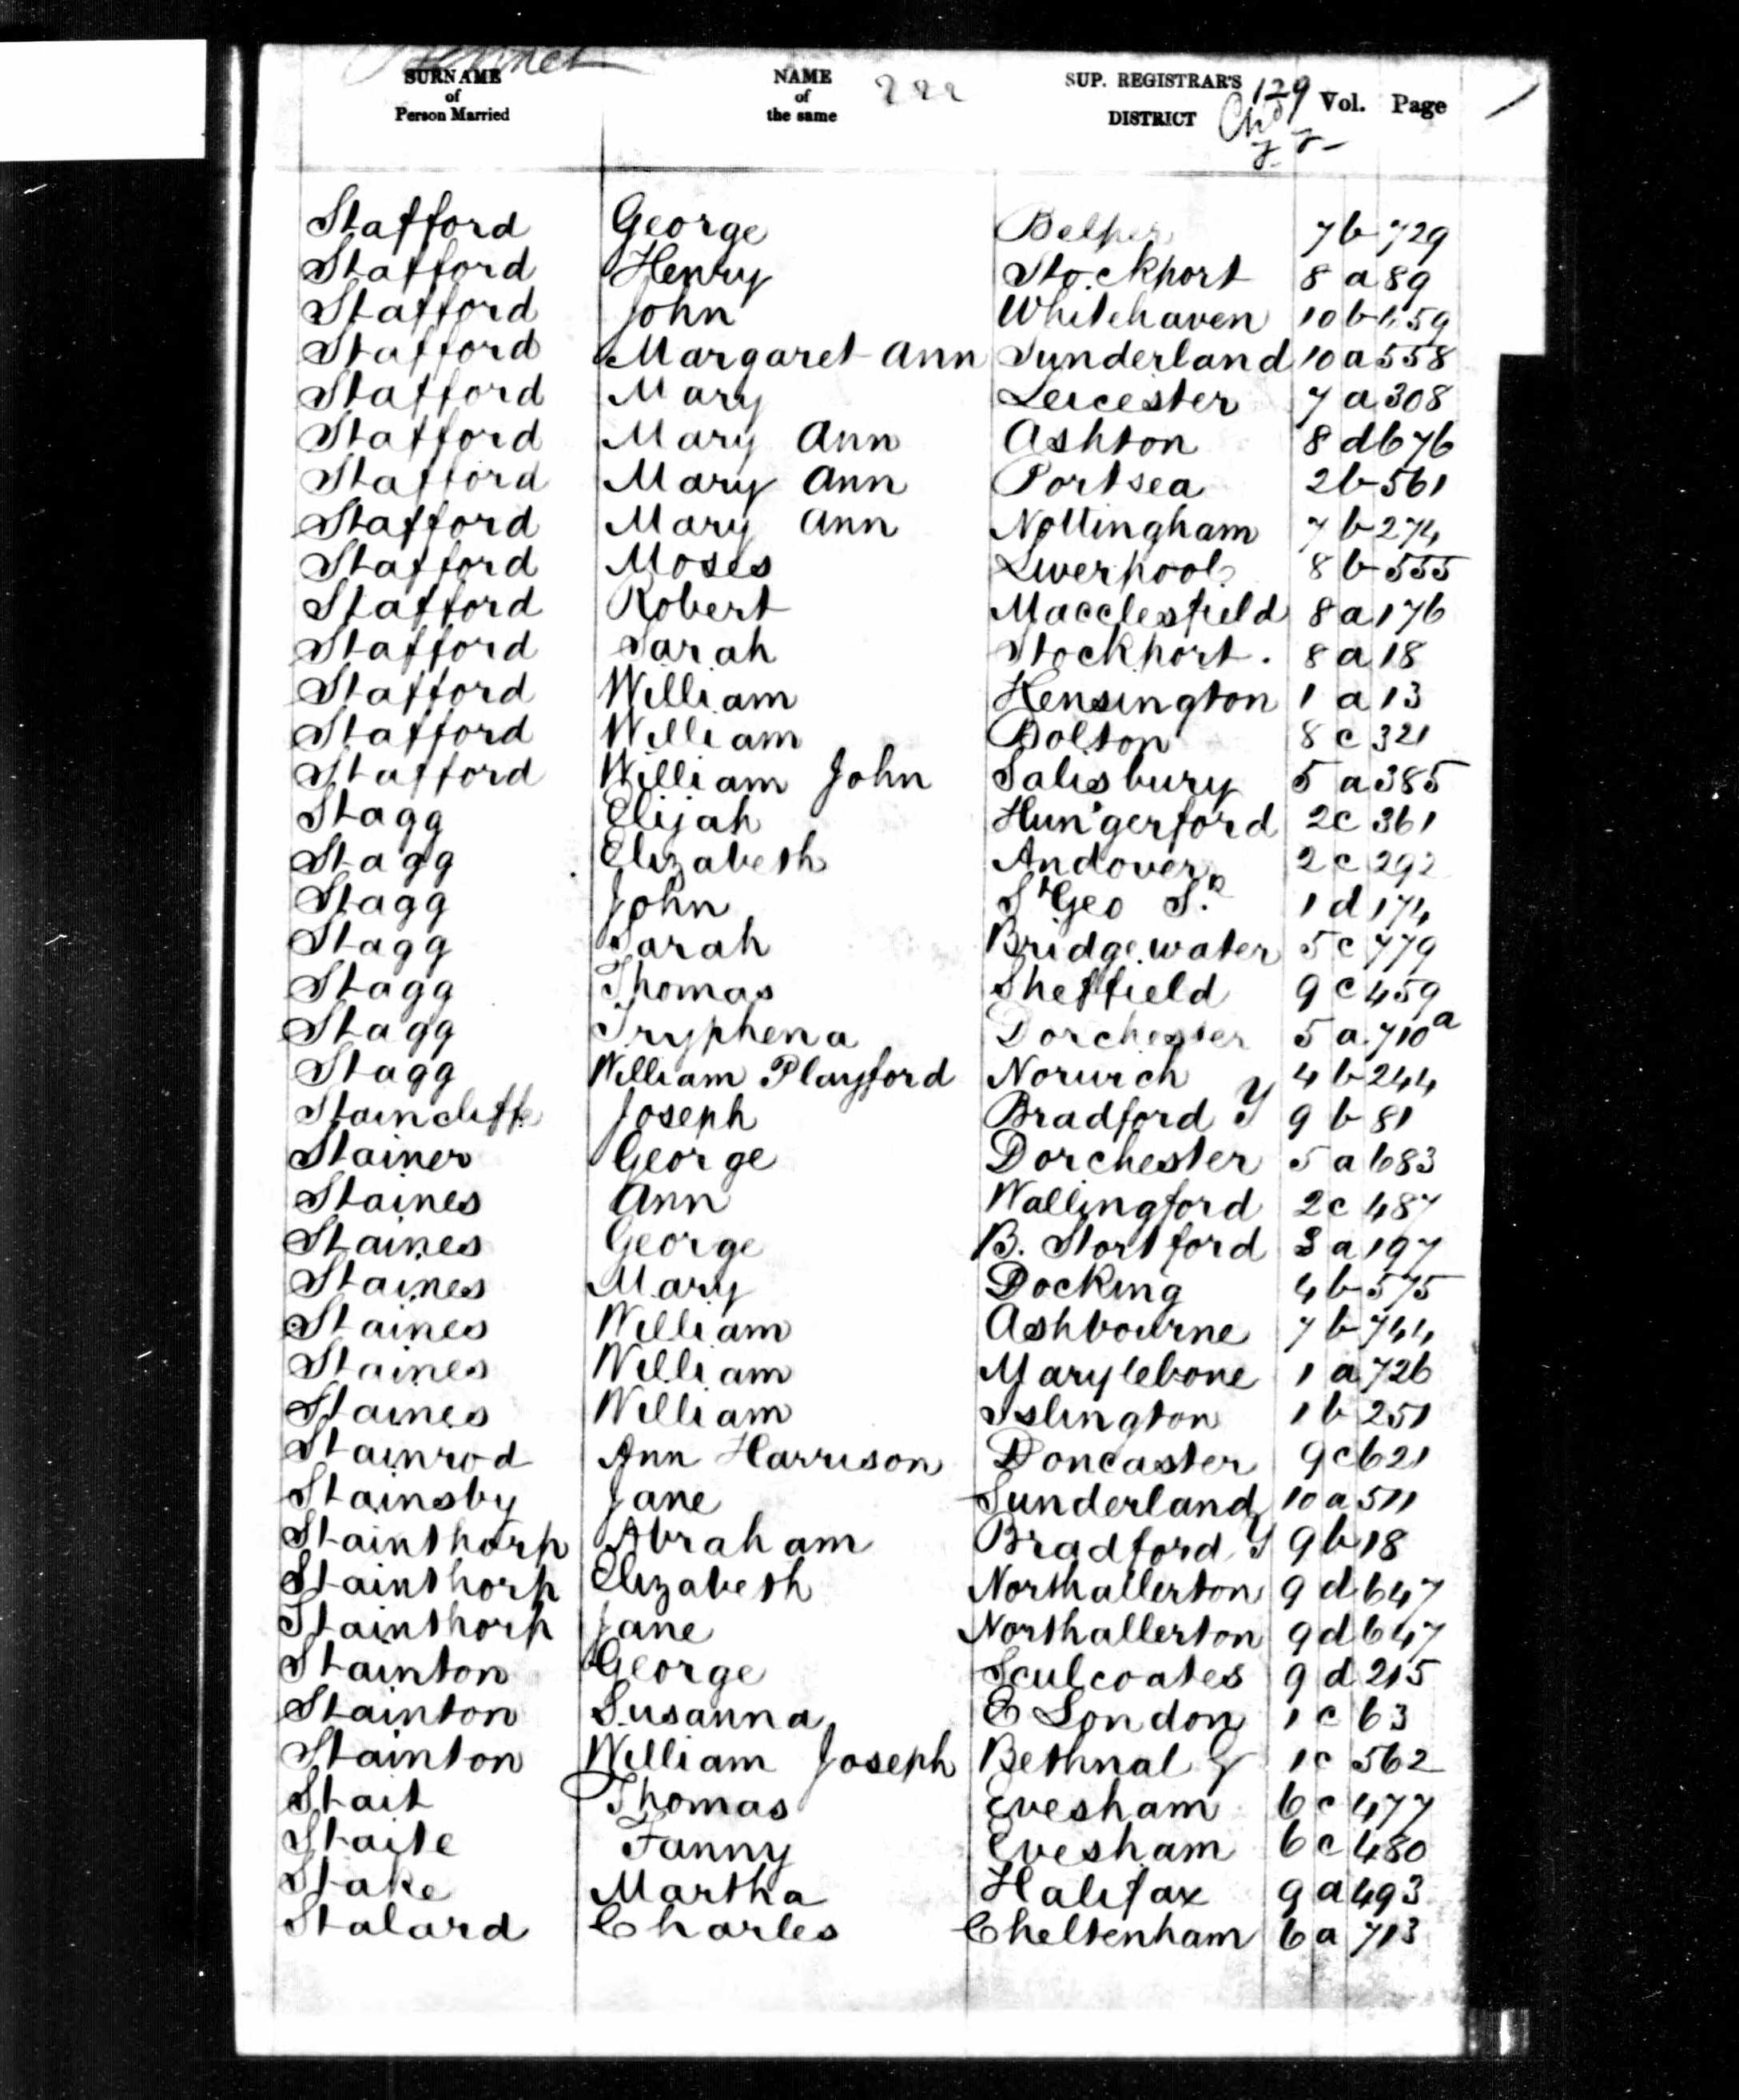 SURNAME of Person Married NAME of the same SUP. REGISTRAR'S DISTRICT Vol. Page
129
Stafford George Belper 7b 729
Stafford Henry Stockport 8a 89
Stafford John Whitehaven 10b
Stafford Margaret Ann Sunderland 10a 558
Stafford Mary Leicester 7a 308
Stafford Mary Ann Ashton 8d 676
Stafford Mary Ann Portsea 2b 561
Stafford Mary Ann Nottingham 7b 274
Stafford Moses Liverpool 8b 555
Stafford Robert Macclesfield 8a 176
Stafford Sarah Stockport. 8a 18
Stafford William Kensington 1a 13
Stafford William Bolton 8c 321
Stafford William John Salisbury 5a 385
Stagg Elijah Hungerford 2c 361
Stagg Elizabeth Andover 2c 292
Stagg John St Geo S. 1d 174
Stagg Sarah Bridgewater 5c 779
Stagg Thomas Sheffield 9c 459
Stagg Tryphena Dorchester 5a 710a
Stagg William Playford Norwich 4b 244
Staincliffe Joseph Bradford Y 9b 81
Stainer George Dorchester 5a 683
Staines Ann Wallingford 2c 487
Staines George B. Stortford 3a 197
Staines Mary Docking 4b 575
Staines William Ashbourne 7b 744
Staines William Marylebone 1a 726
Staines William Islington 1b 251
Stainrod Ann Harrison Doncaster 9c 621
Stainsby Jane Sunderland 10a 511
Stainthorp Abraham Bradford Y 9b 18
Stainthorp Elizabeth Northallerton 9d 647
Stainthorp Jane Northallerton 9d 647
Stainton George Sculcoates 9d 215
Stainton Susanna E London 1c 63
Stainton William Joseph Bethnal G 1c 562
Stait Thomas Evesham 6c 477
Staite Fanny Evesham 6c 480
Stake Martha Halifax 9a 493
Stalard Charles Cheltenham 6a 713